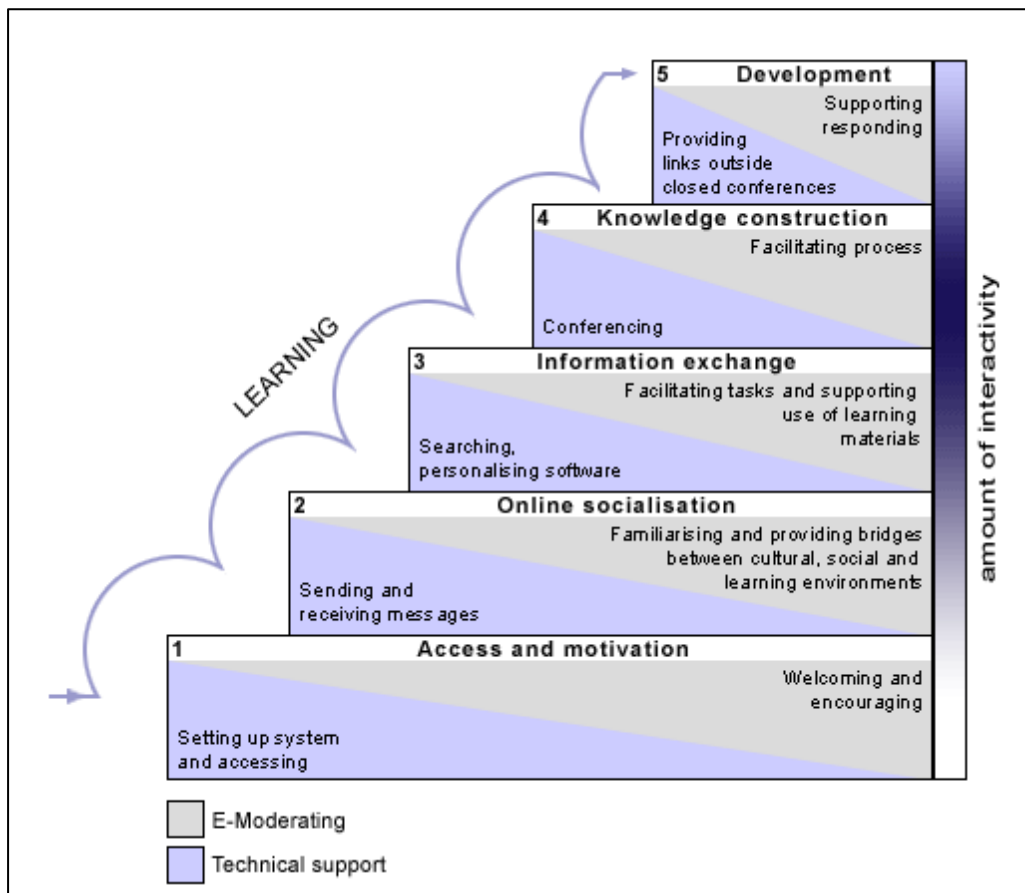 5 Development
Supporting
responding
Providing
links outside
closed conferences
4 Knowledge construction
Facilitating process
Conferencing
LEARNING
3 Information exchange
Facilitating tasks and supporting
use of learning
materials
Searching,
personalising software
2 Online socialisation
Familiarising and providing bridges
between cultural, social and
learning environments
Sending and
receiving messages
1 Access and motivation
Welcoming and
encouraging
Setting up system
and accessing
amount of interactivity
E-Moderating
Technical support